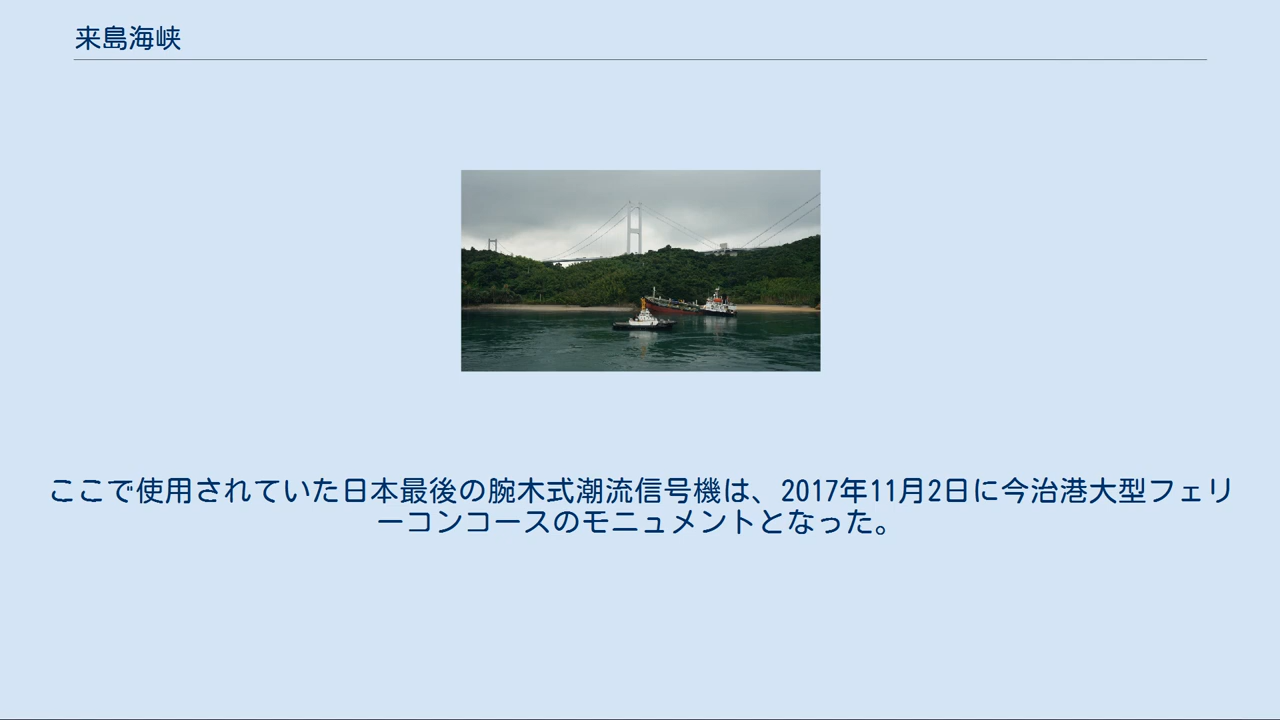 来島海峡
ここで使用されていた日本最後の腕木式潮流信号機は、2017年11月2日に今治港大型フェリ
ーコンコースのモニュメントとなった。